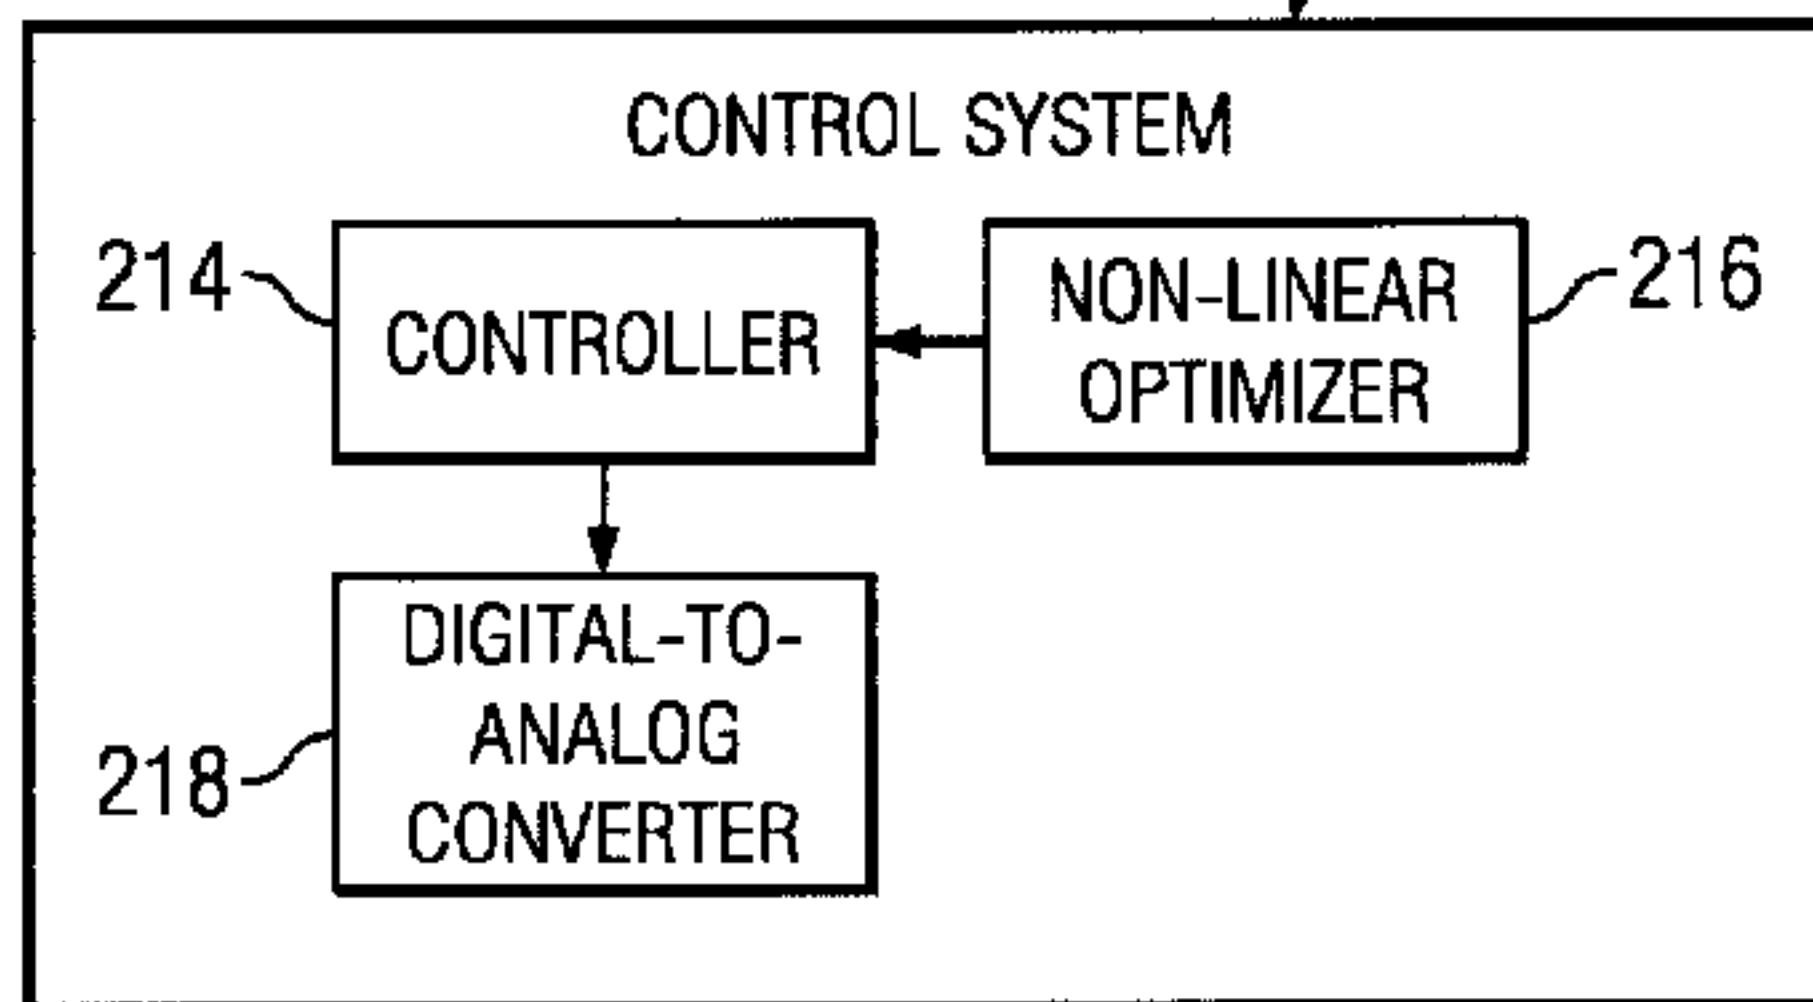 CONTROL SYSTEM
214
CONTROLLER
NON-LINEAR
OPTIMIZER
216
218
DIGITAL-TO-
ANALOG
CONVERTER